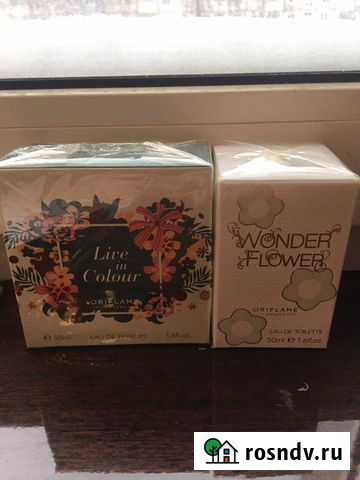 Live
in
Colour
ORIFLAME
50ml EAU DE PARFUM 1.6fl.oz.
WONDER
FLOWER
ORIFLAME
EAU DE TOILETTE
50ml e 1.6fl.oz.
rosndv.ru